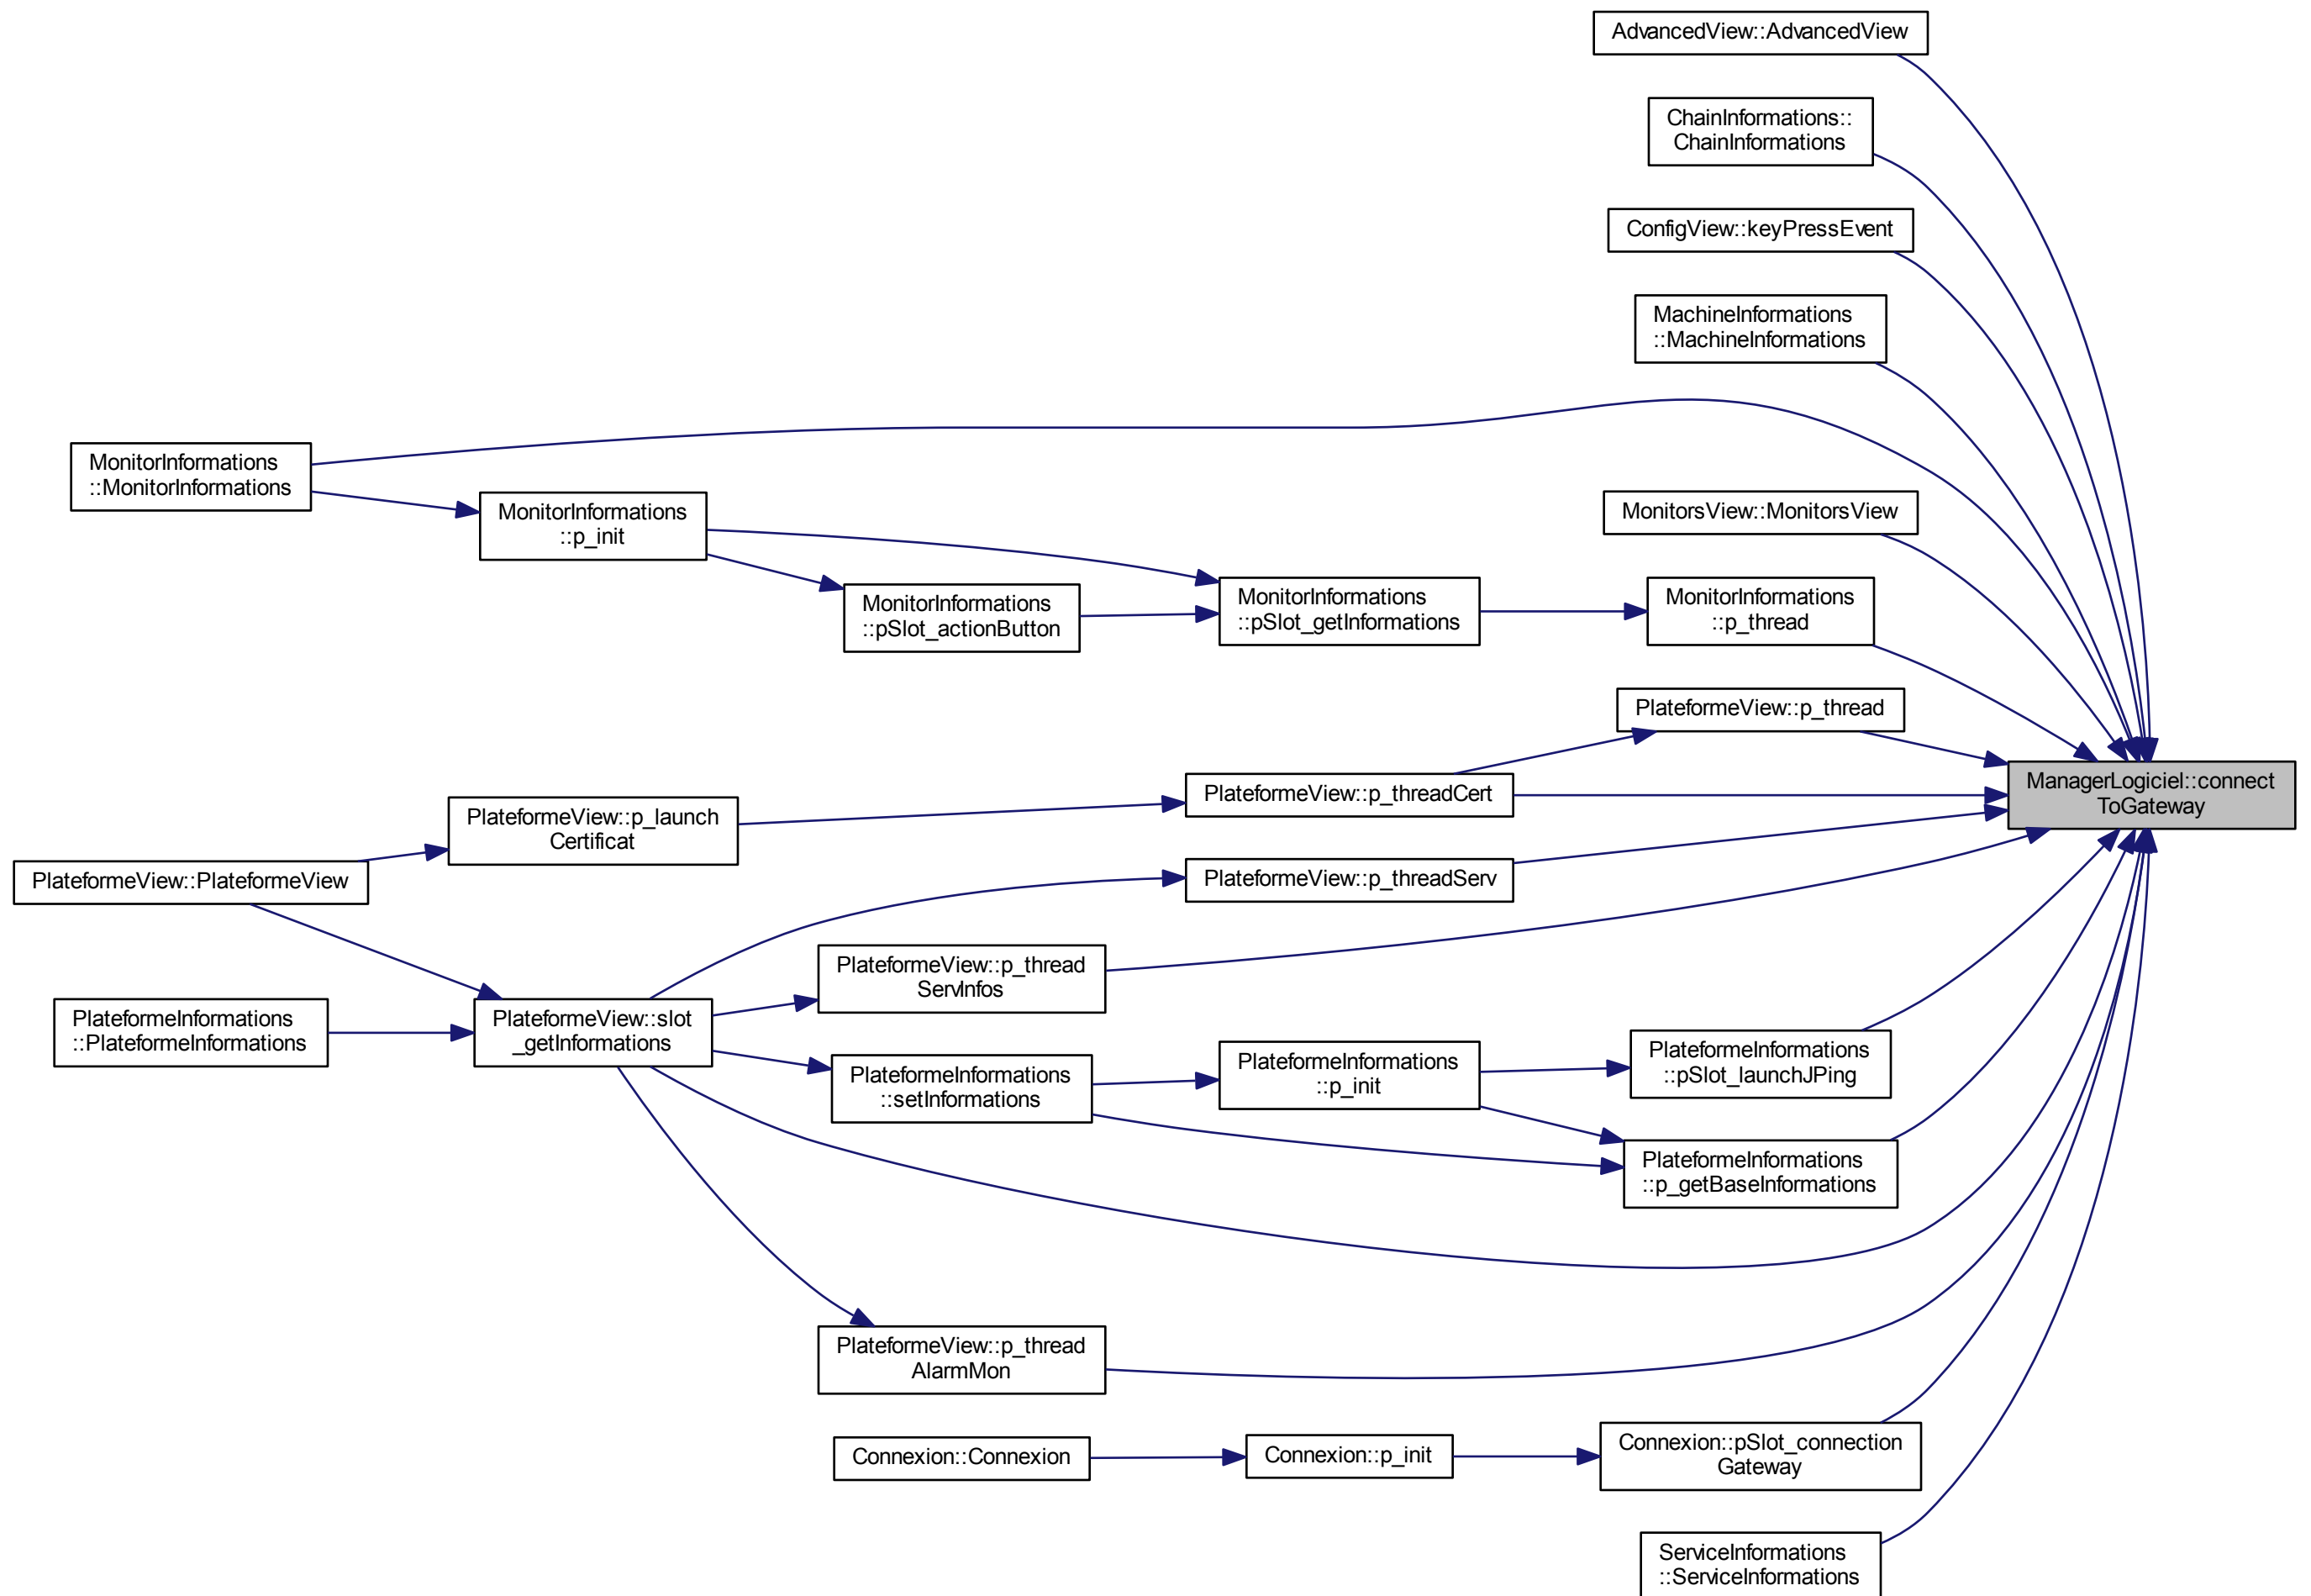 AdvancedView::AdvancedView
ChainInformations::
ChainInformations
ConfigView::keyPressEvent
MachineInformations
::MachineInformations
MonitorInformations
::MonitorInformations
MonitorInformations
::p_init
MonitorsView::MonitorsView
MonitorInformations
::pSlot_actionButton
MonitorInformations
::pSlot_getInformations
MonitorInformations
::p_thread
PlateformeView::p_thread
ManagerLogiciel::connect
ToGateway
PlateformeView::p_threadCert
PlateformeView::p_launch
Certificat
PlateformeView::PlateformeView
PlateformeView::p_threadServ
PlateformeView::p_thread
ServInfos
PlateformeInformations
::PlateformeInformations
PlateformeView::slot
_getInformations
PlateformeInformations
::setInformations
PlateformeInformations
::p_init
PlateformeInformations
::pSlot_launchJPing
PlateformeInformations
::p_getBaseInformations
PlateformeView::p_thread
AlarmMon
Connexion::Connexion
Connexion::p_init
Connexion::pSlot_connection
Gateway
ServiceInformations
::ServiceInformations